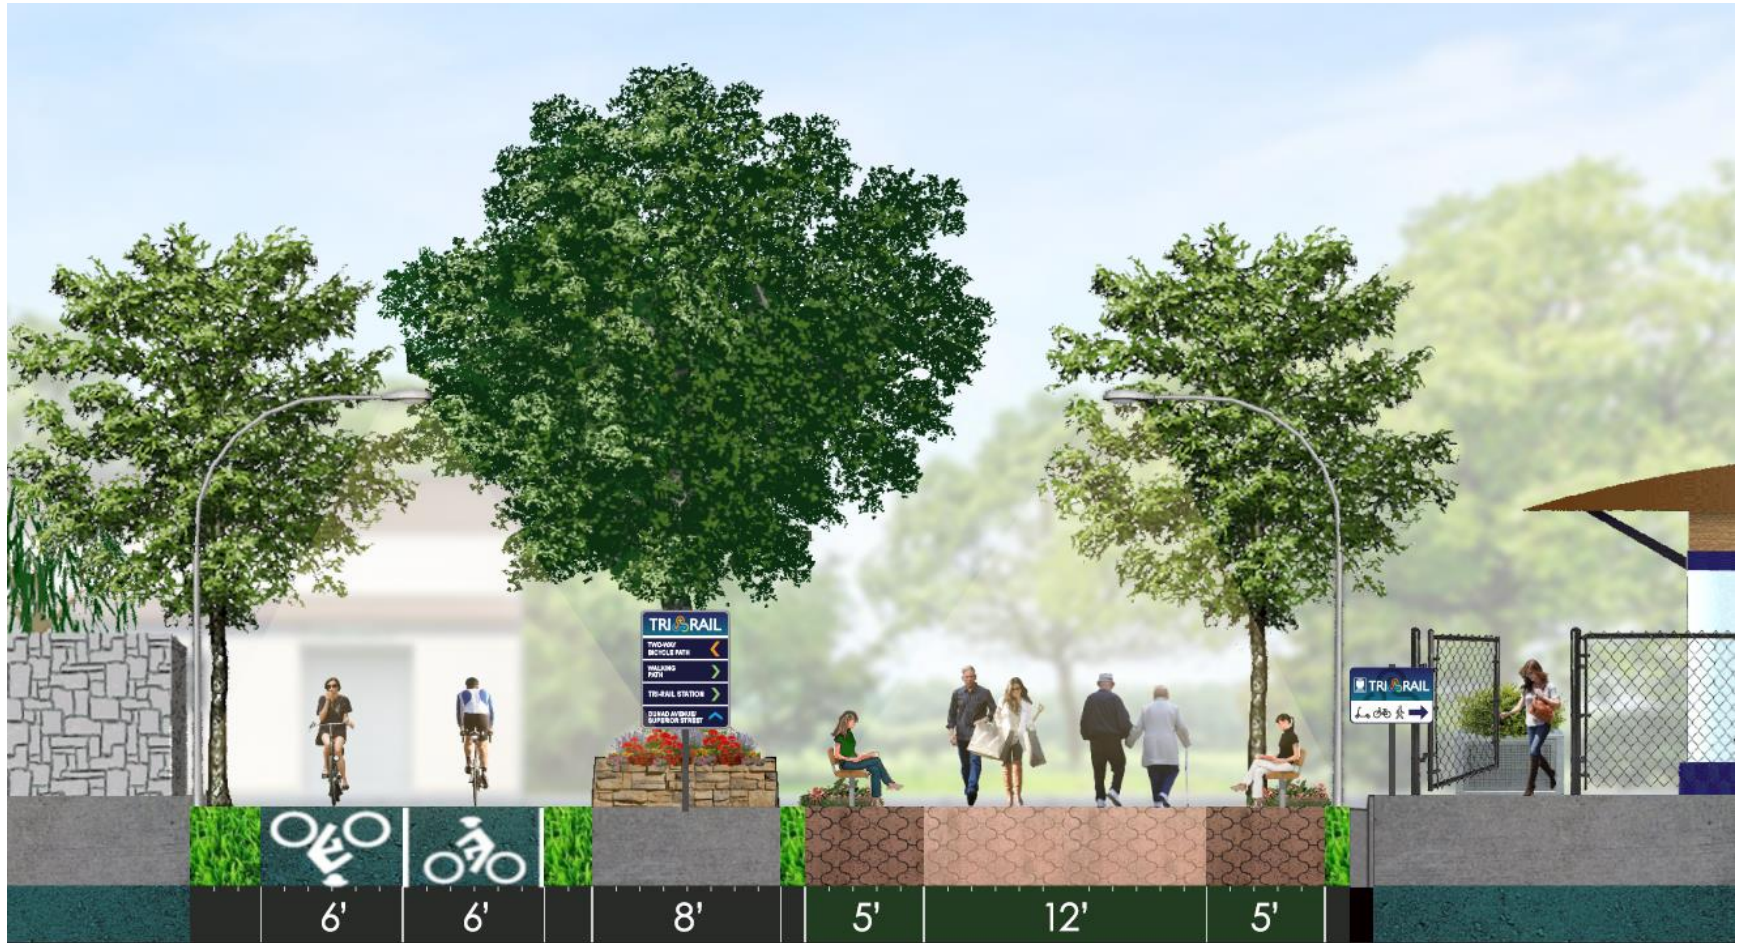 TRI RAIL
TWO-WAY
BICYCLE PATH
WALKING
PATH
TRI-RAIL STATION
DUNAD AVENUE/
SUPERIOR STREET
TRI RAIL
6'
6'
8'
5'
12'
5'